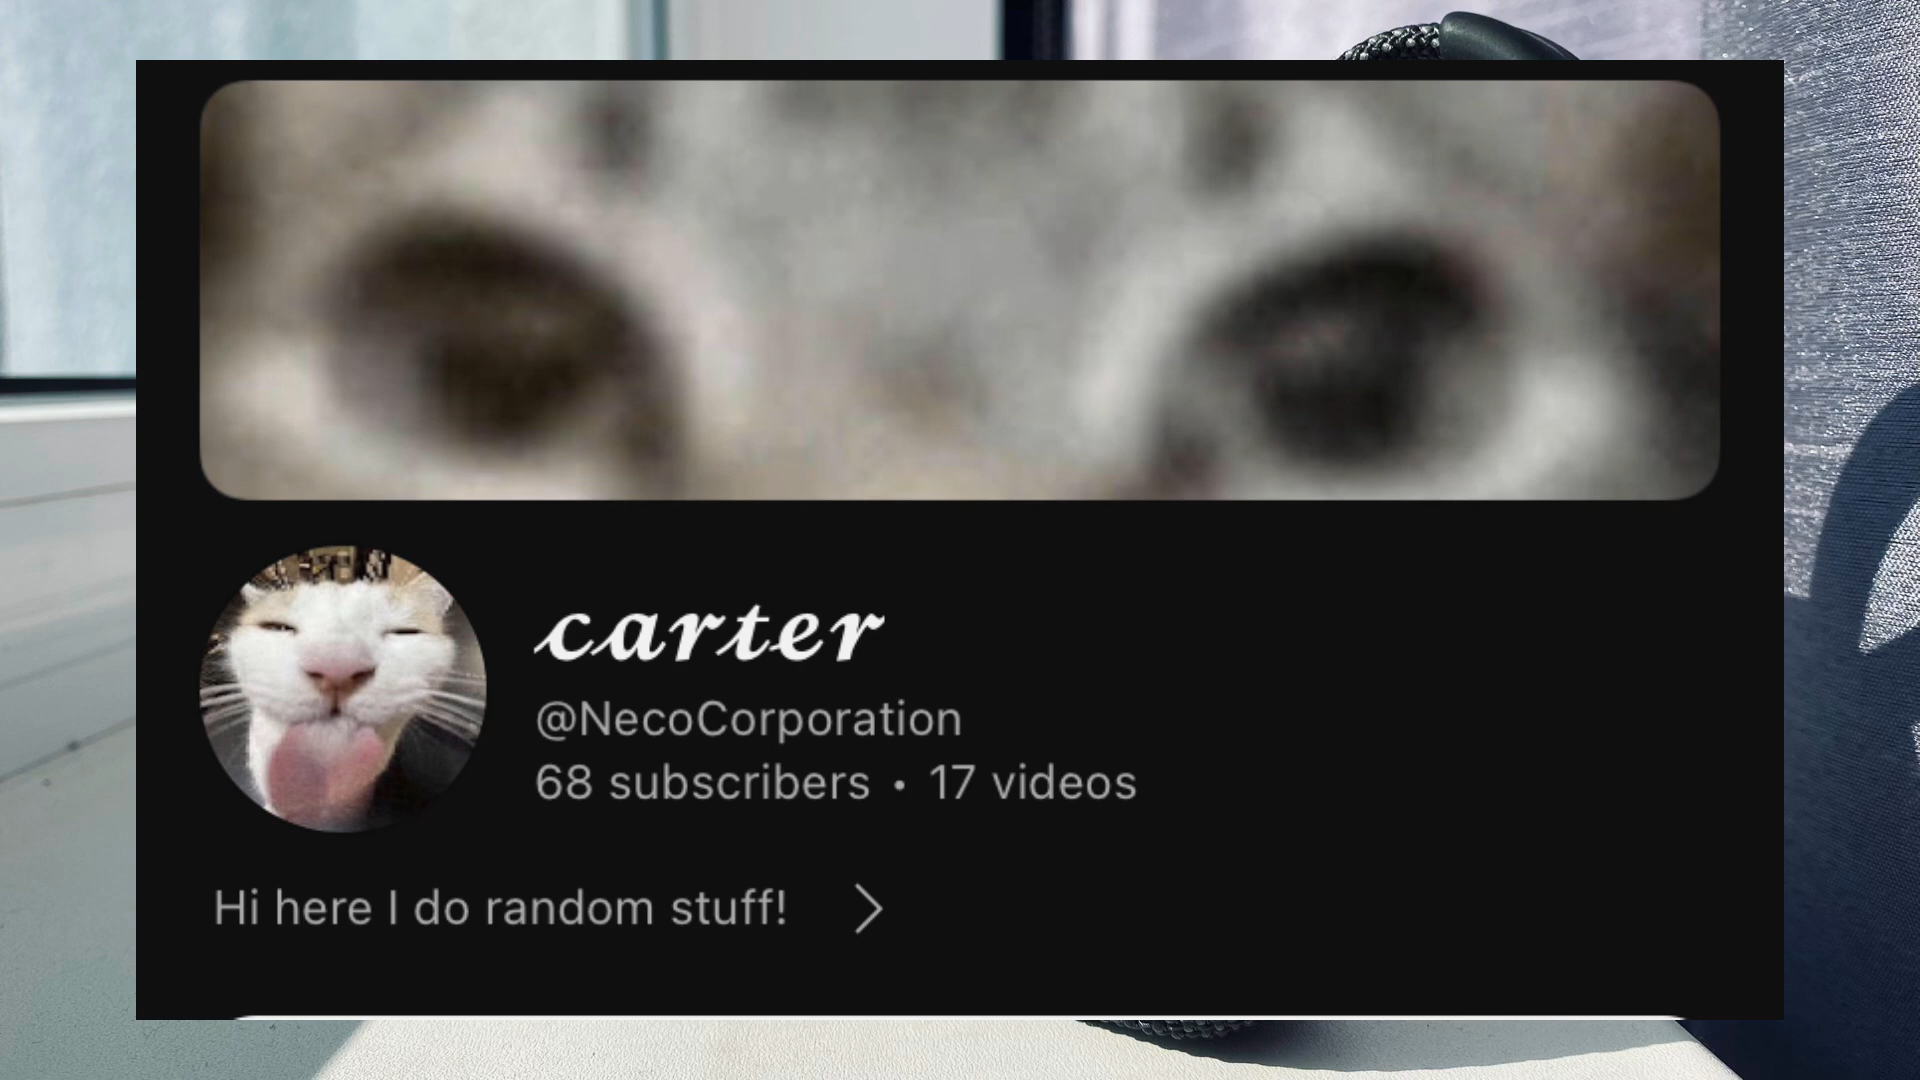 𝓬𝓪𝓻𝓽𝓮𝓻
@NecoCorporation
68 subscribers • 17 videos
Hi here I do random stuff!